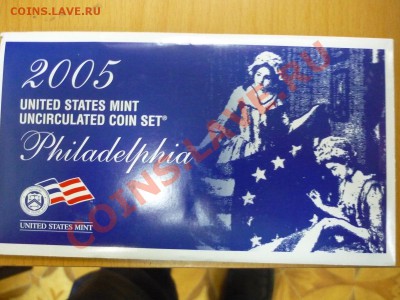 COINS.LAVE.RU
2005
UNITED STATES MINT
UNCIRCULATED COIN SET®
Philadelphia
UNITED STATES MINT
COINS.LAVE.RU